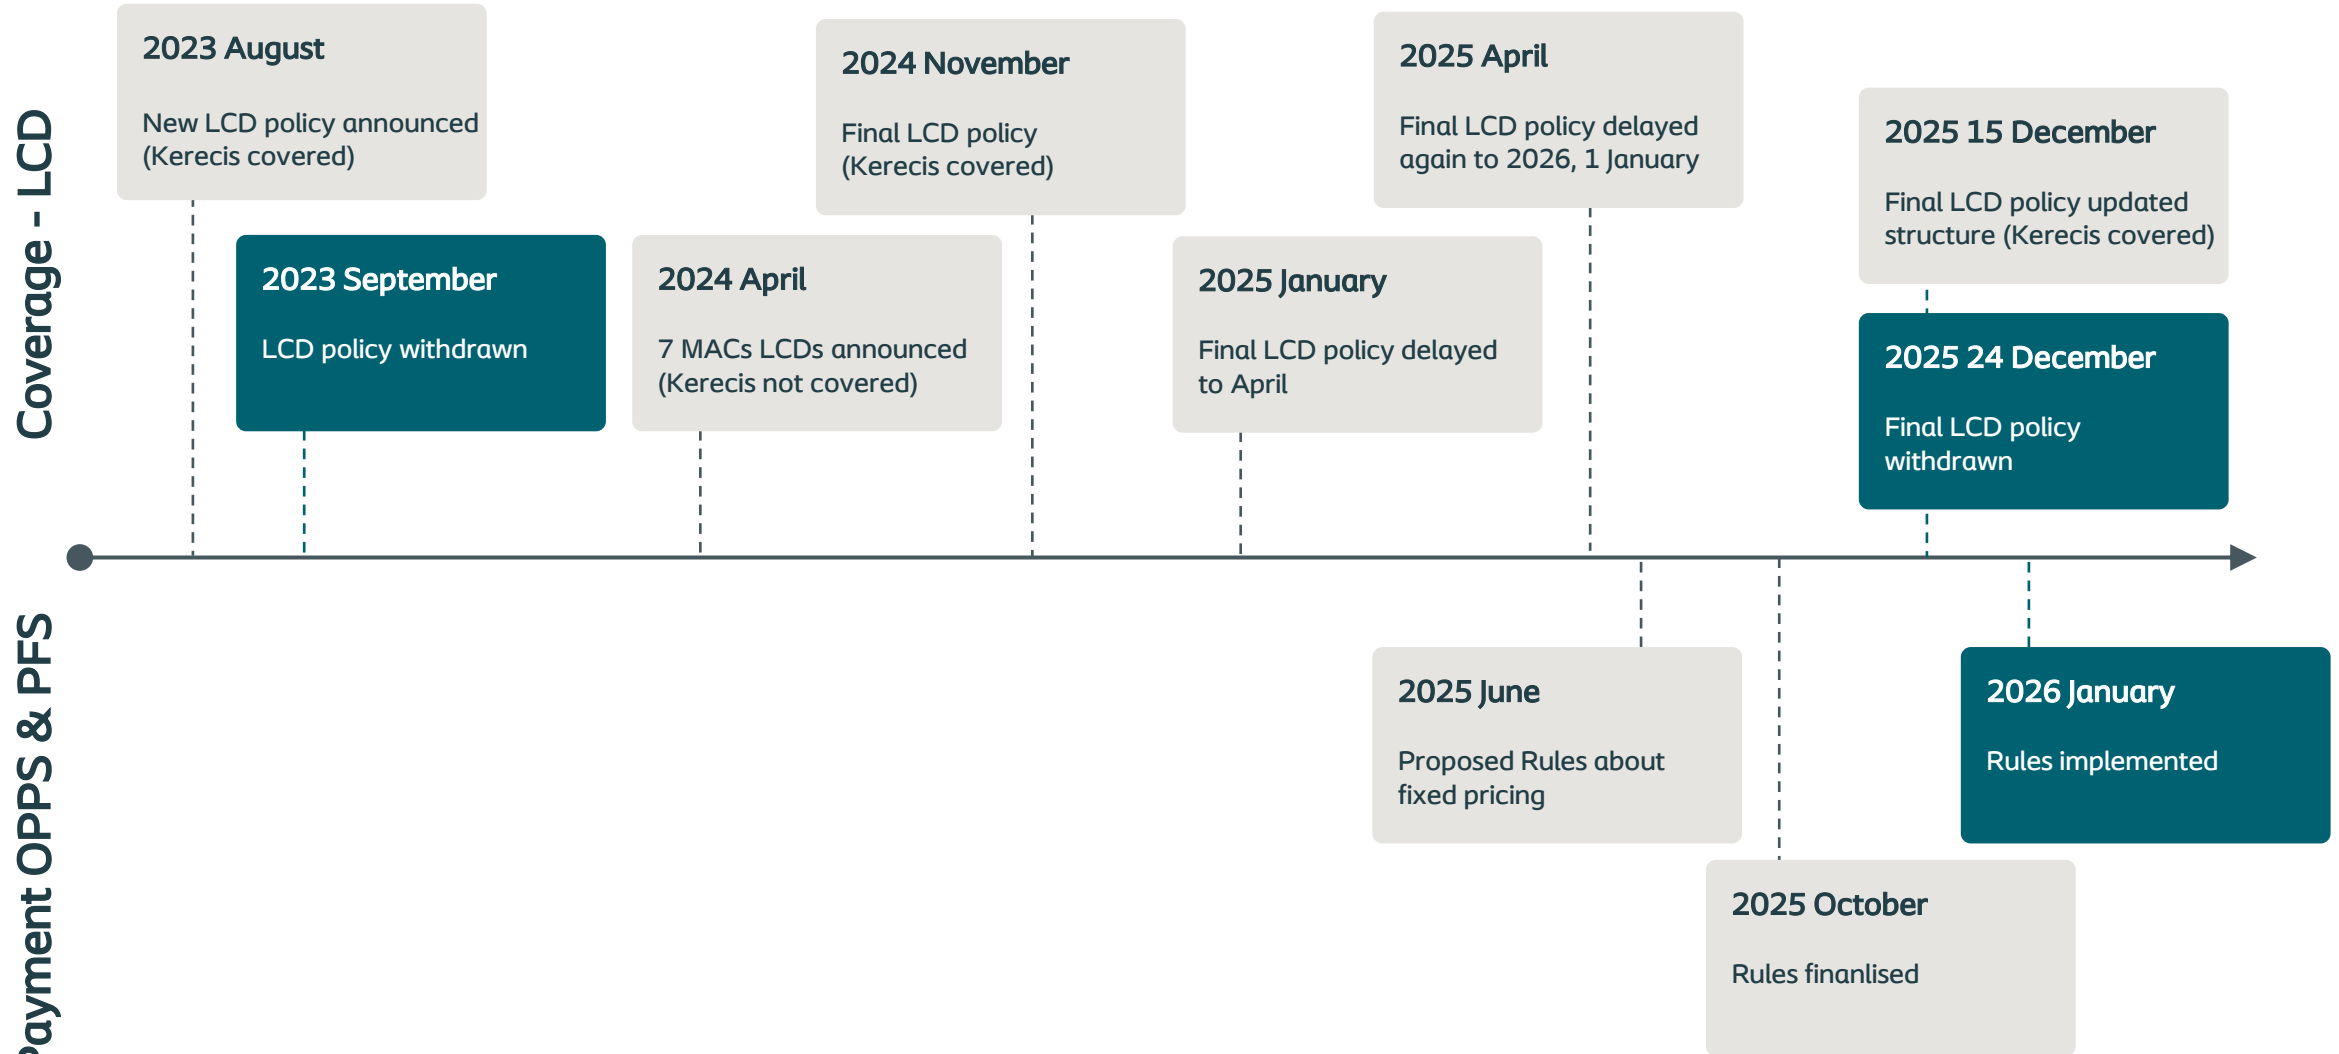 Coverage - LCD
2023 August
New LCD policy announced
(Kerecis covered)
2023 September
LCD policy withdrawn
2024 April
7 MACs LCDs announced
(Kerecis not covered)
2024 November
Final LCD policy
(Kerecis covered)
2025 January
Final LCD policy delayed
to April
2025 April
Final LCD policy delayed
again to 2026, 1 January
2025 15 December
Final LCD policy updated
structure (Kerecis covered)
2025 24 December
Final LCD policy
withdrawn
Payment OPPS & PFS
2025 June
Proposed Rules about
fixed pricing
2025 October
Rules finanlised
2026 January
Rules implemented